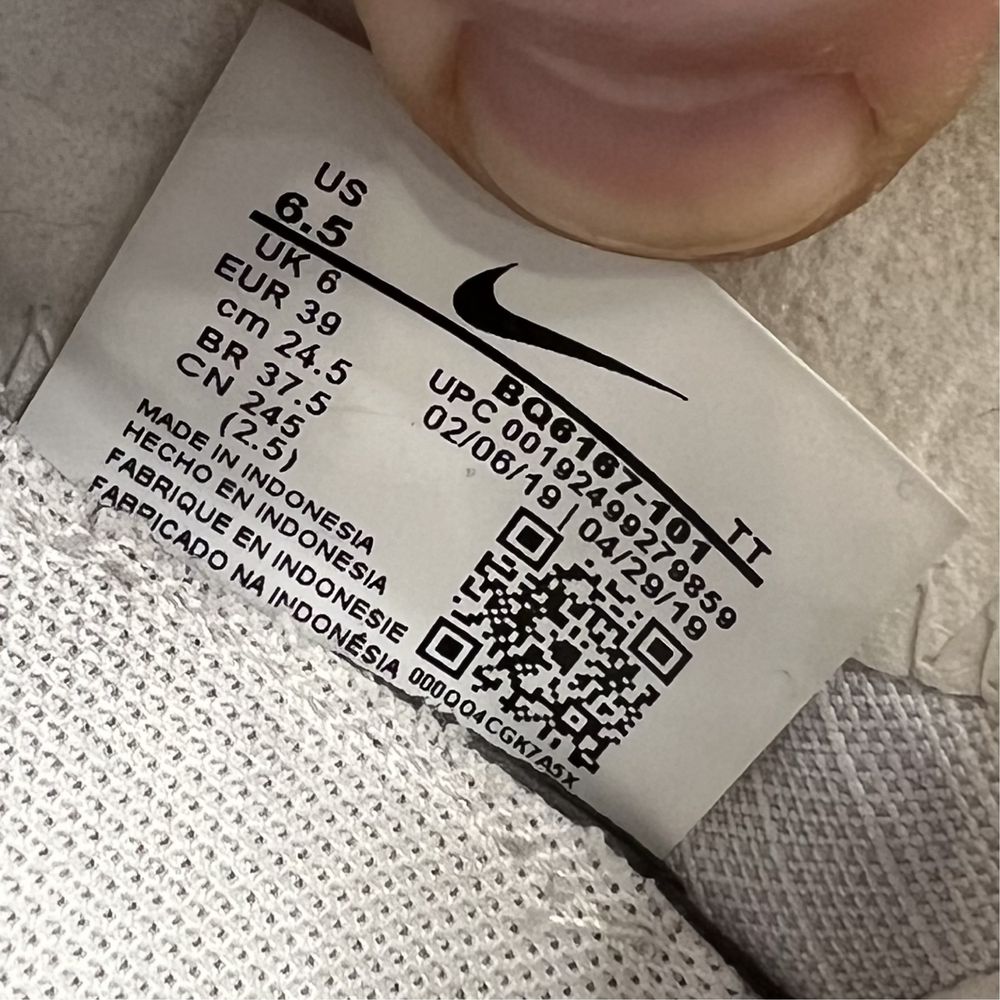 US
6.5
UK 6
EUR 39
cm 24.5
BR 37.5
CN 245
(2.5)
MADE IN INDONESIA
HECHO EN INDONESIA
FABRIQUE EN INDONESIE
FABRICADO NA INDONÉSIA
BQ6167-101 TT
UPC 00192499279859
02/06/19 | 04/29/19
0000O4CGK7A5X